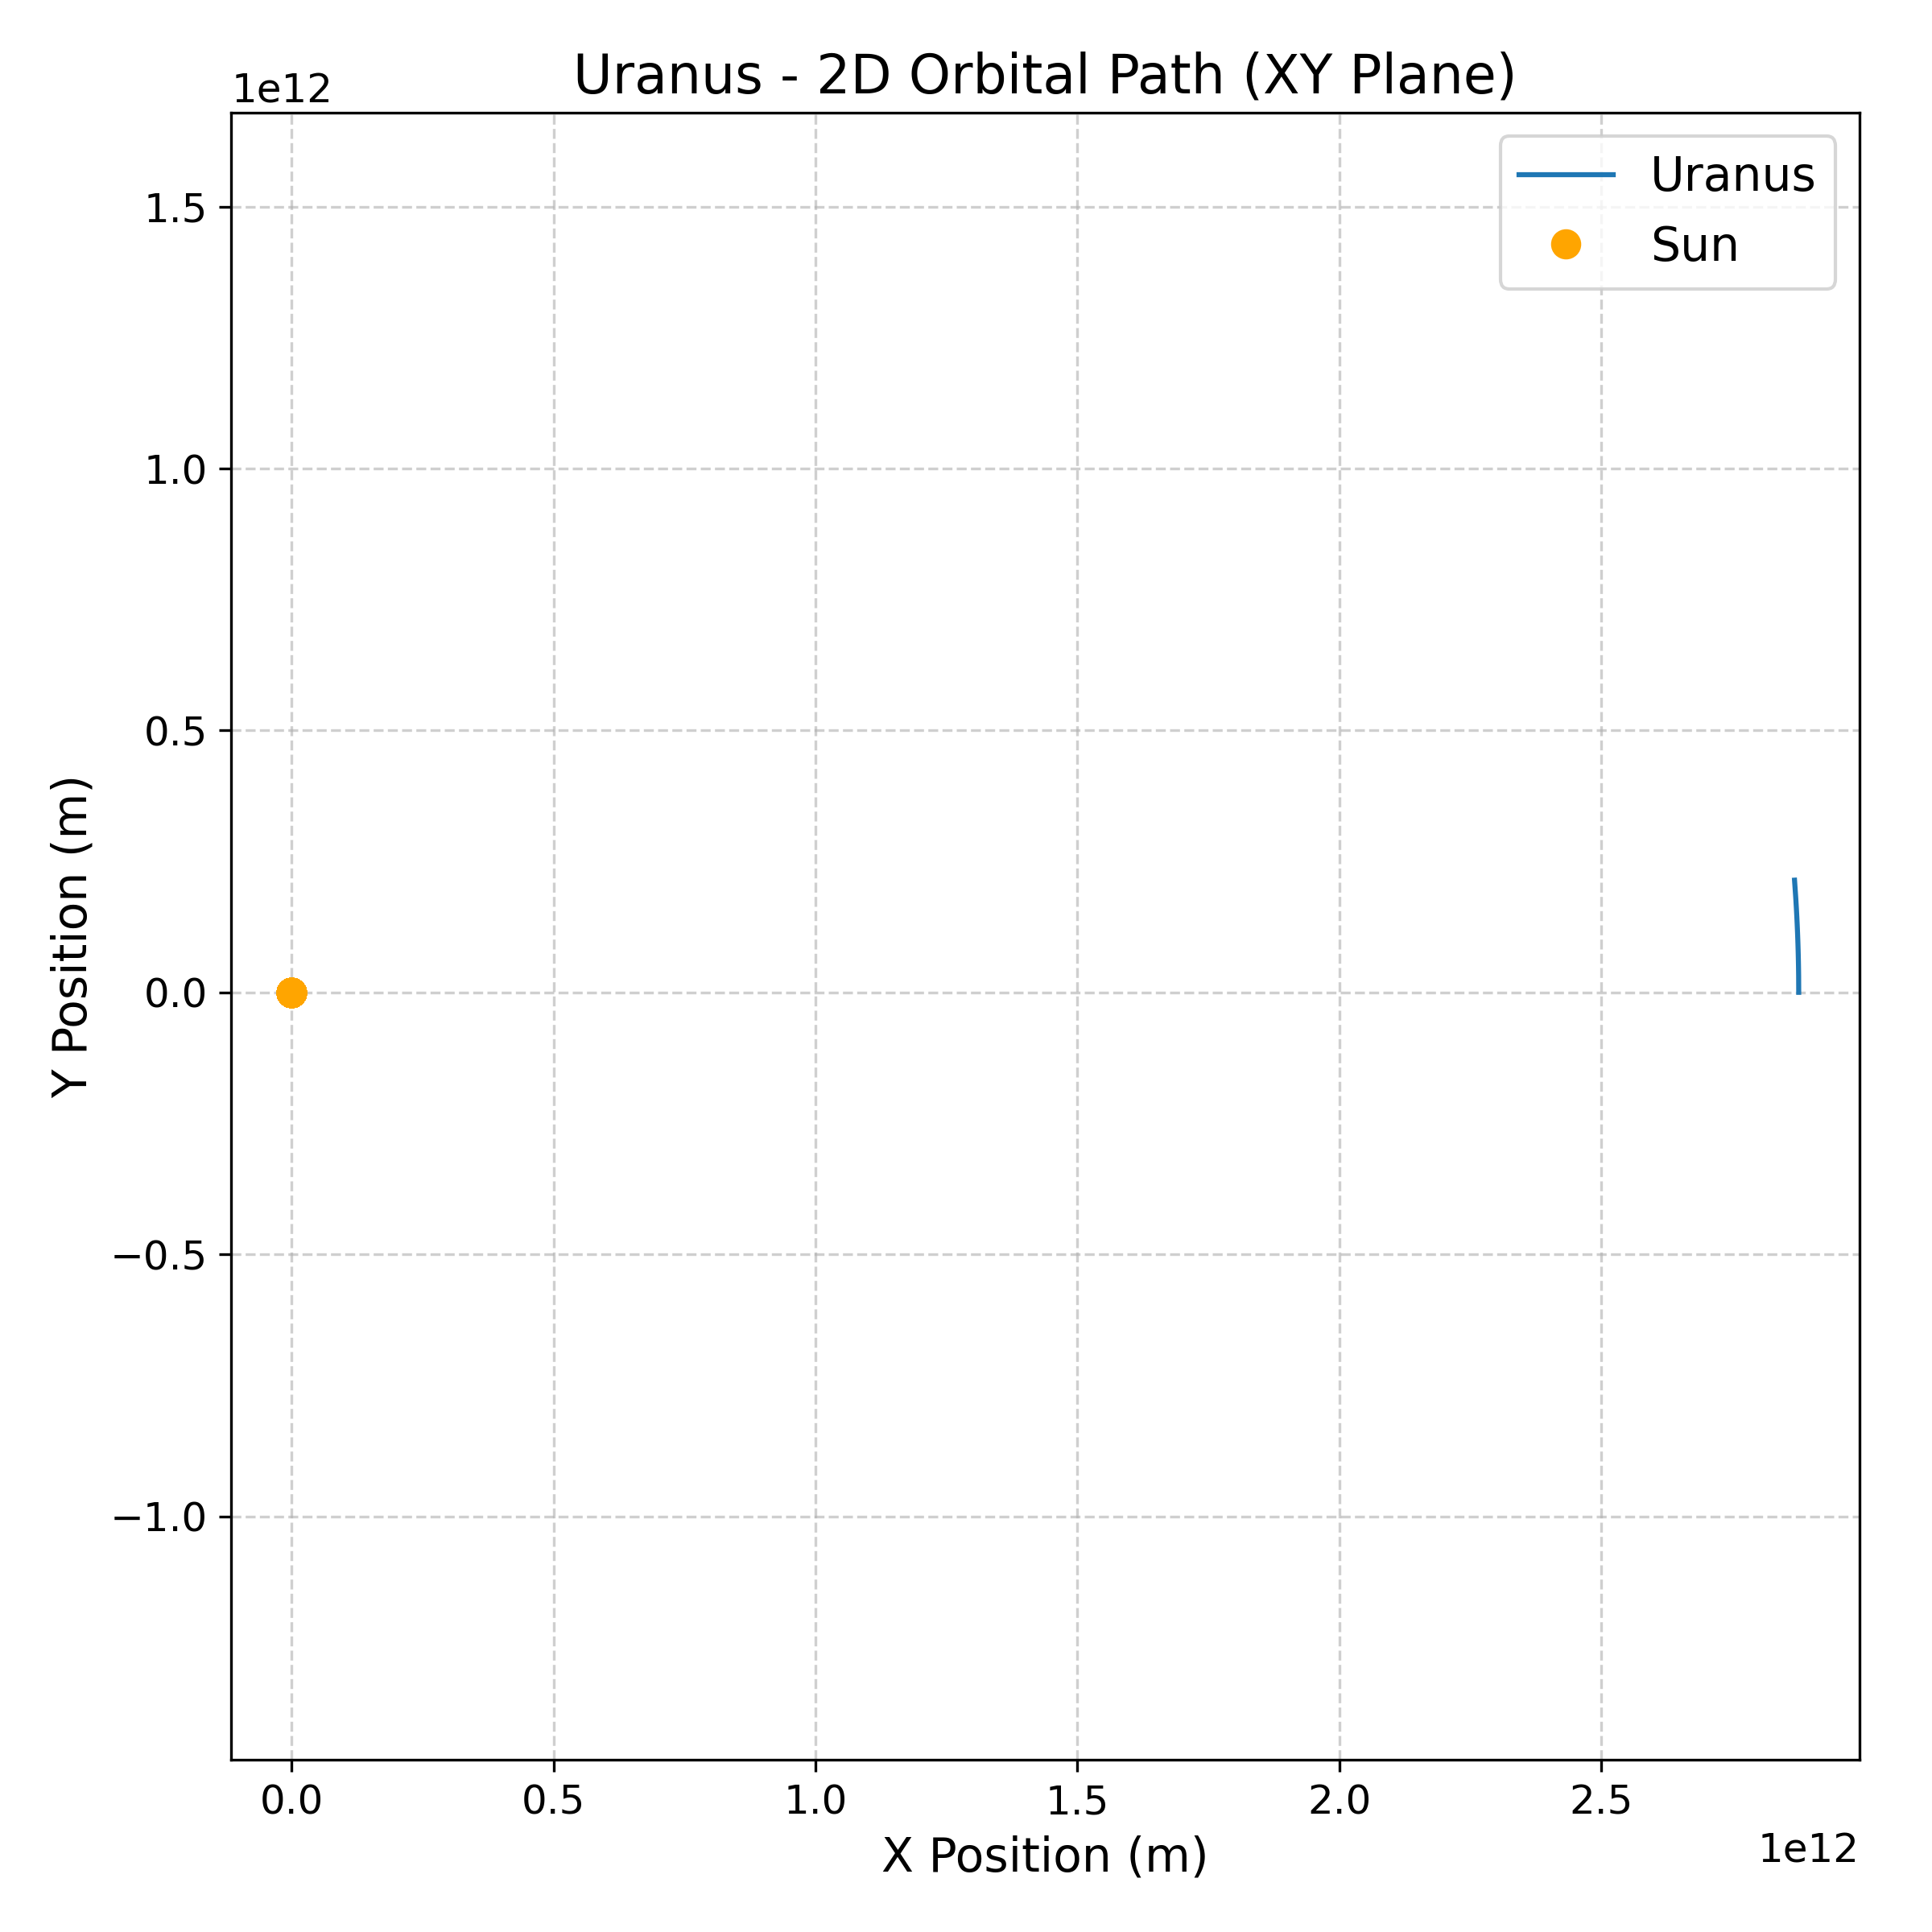 Uranus - 2D Orbital Path (XY Plane)
1e12
Uranus
Sun
1.5
1.0
0.5
0.0
−0.5
−1.0
Y Position (m)
0.0 0.5 1.0 1.5 2.0 2.5
X Position (m)
1e12